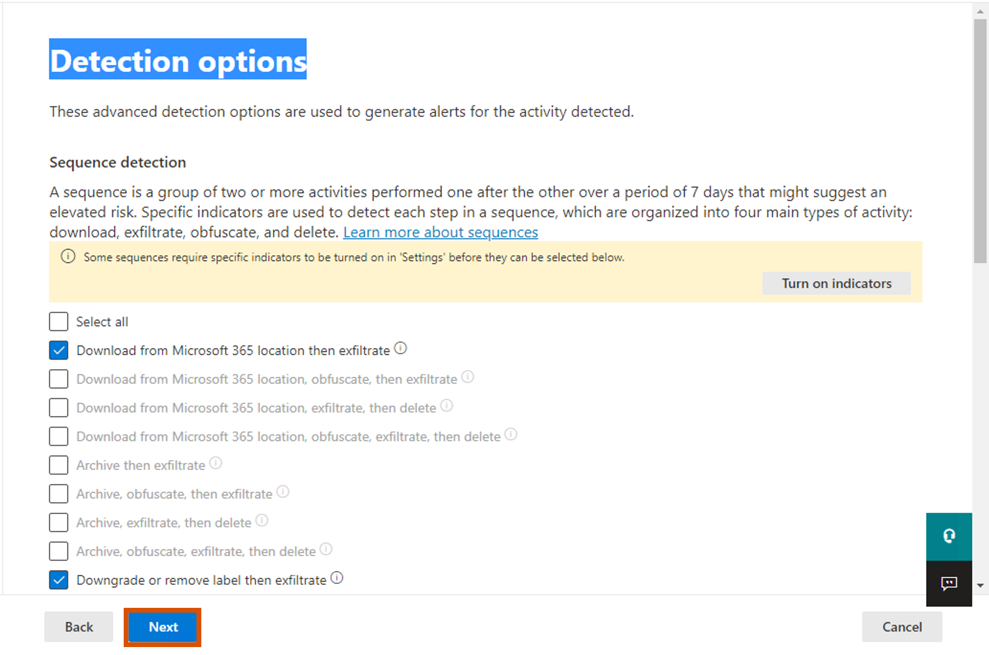 Detection options
These advanced detection options are used to generate alerts for the activity detected.
Sequence detection
A sequence is a group of two or more activities performed one after the other over a period of 7 days that might suggest an
elevated risk. Specific indicators are used to detect each step in a sequence, which are organized into four main types of activity:
download, exfiltrate, obfuscate, and delete. Learn more about sequences
Some sequences require specific indicators to be turned on in 'Settings' before they can be selected below.
Turn on indicators
Select all
Download from Microsoft 365 location then exfiltrate
Download from Microsoft 365 location, obfuscate, then exfiltrate
Download from Microsoft 365 location, exfiltrate, then delete
Download from Microsoft 365 location, obfuscate, exfiltrate, then delete
Archive then exfiltrate
Archive, obfuscate, then exfiltrate
Archive, exfiltrate, then delete
Archive, obfuscate, exfiltrate, then delete
Downgrade or remove label then exfiltrate
Back
Next
Cancel